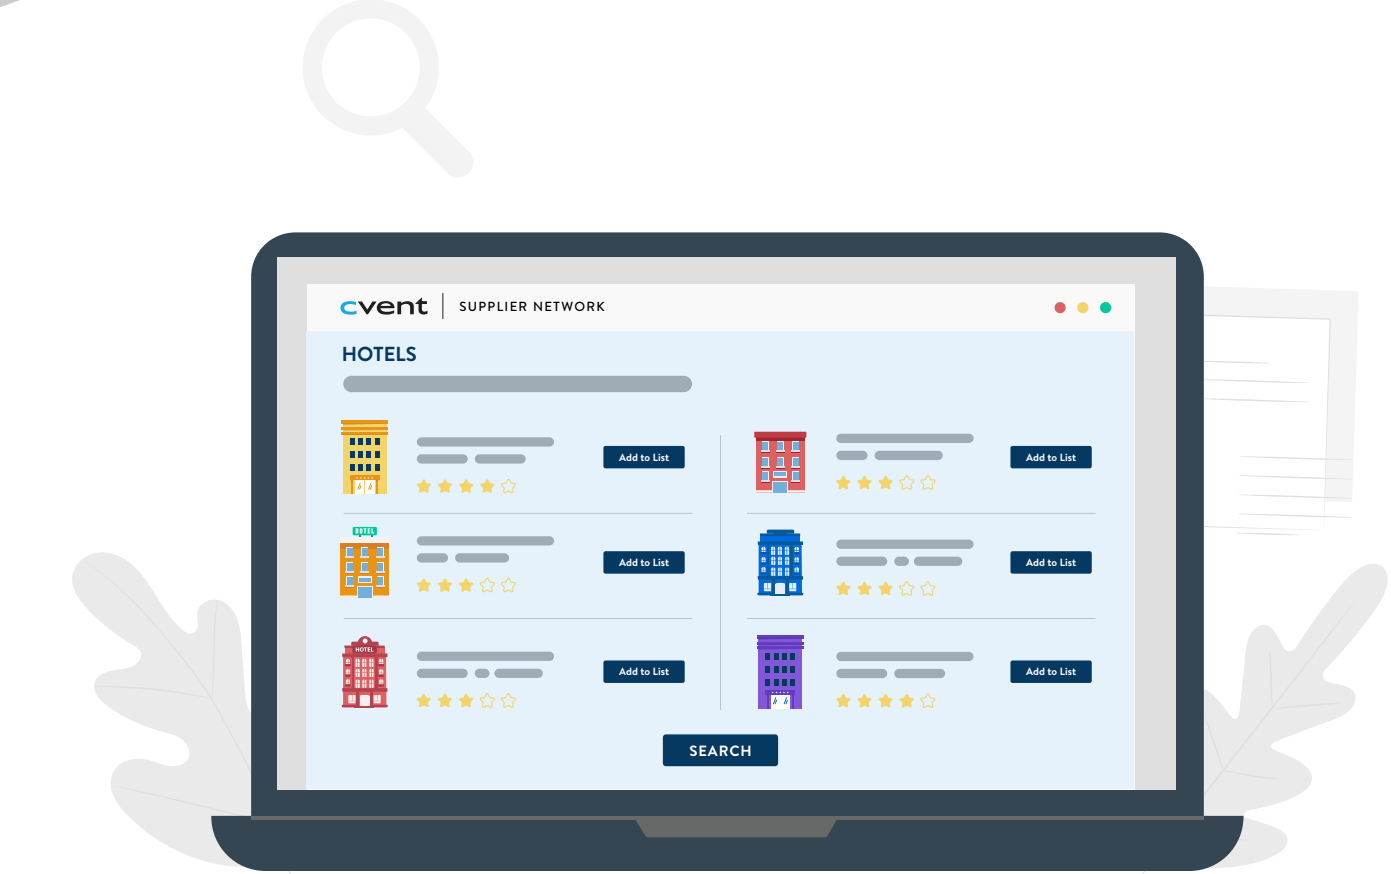 cvent | SUPPLIER NETWORK
HOTELS
Add to List
Add to List
HOTEL
Add to List
Add to List
HOTEL
Add to List
Add to List
SEARCH